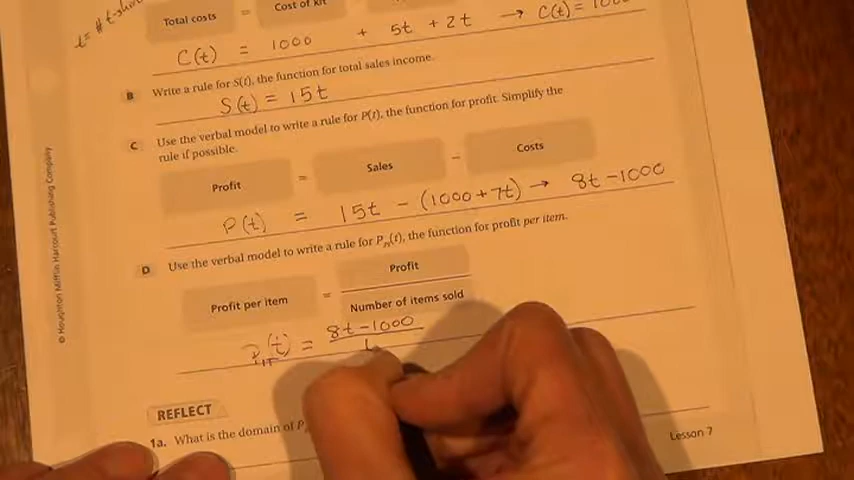 t = # t-shir
Total costs = Cost of kit
C(t) = 1000 + 5t + 2t → C(t) = 100
B Write a rule for S(t), the function for total sales income.
S(t) = 15t
C Use the verbal model to write a rule for P(t), the function for profit. Simplify the
rule if possible.
Profit = Sales − Costs
P(t) = 15t − (1000 + 7t) → 8t − 1000
D Use the verbal model to write a rule for P_PI(t), the function for profit per item.
Profit
Profit per item =
Number of items sold
8t − 1000
P_IT(t) =
t
REFLECT
1a. What is the domain of P
Lesson 7
© Houghton Mifflin Harcourt Publishing Company